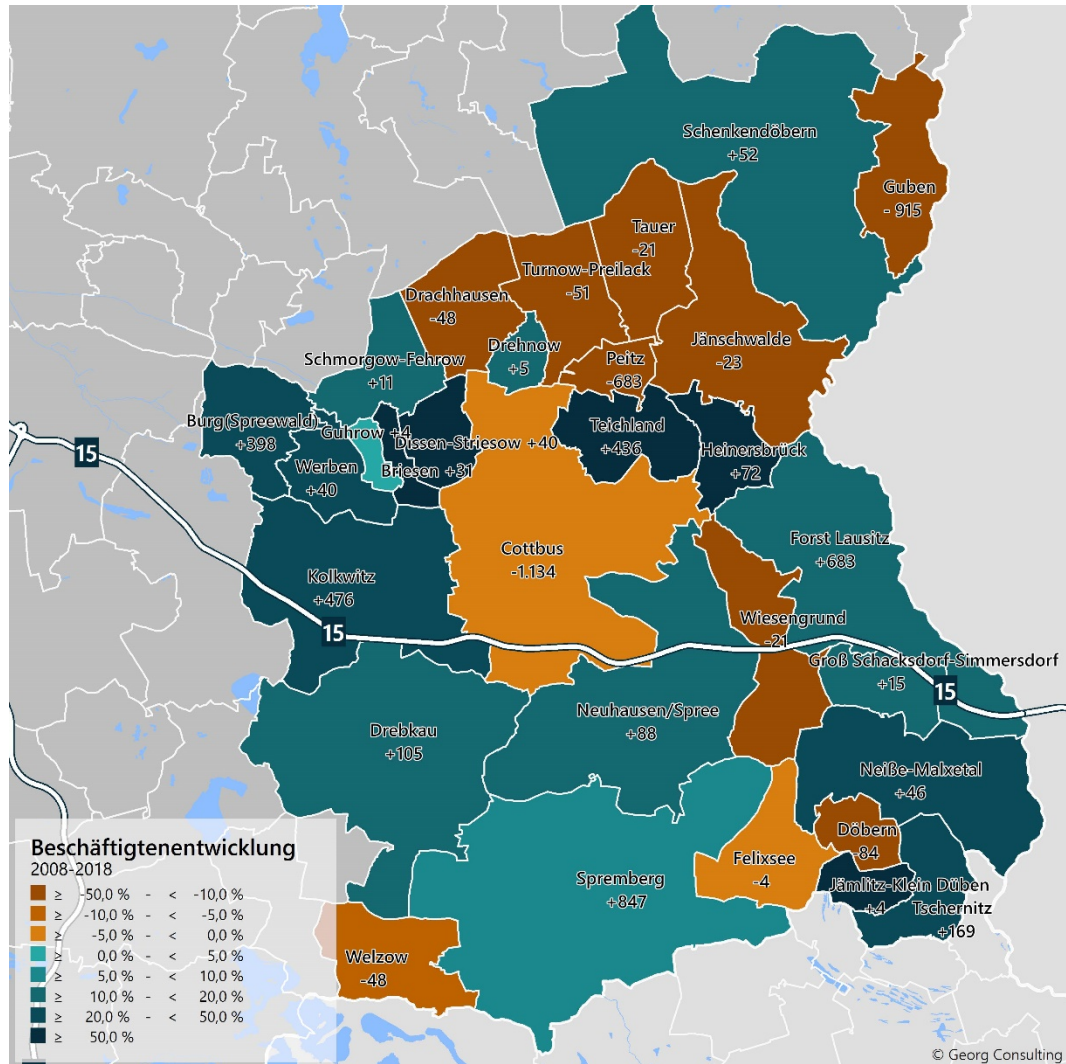 Schenkendöbern
+52
Guben
- 915
Tauer
-21
Turnow-Preilack
-51
Drachhausen
-48
Jänschwalde
-23
Drehnow
+5
Peitz
-683
Schmorgow-Fehrow
+11
Burg(Spreewald)
+398
Guhrow +4
Dissen-Striesow +40
Teichland
+436
Heinersbrück
+72
Werben
+40
Briesen +31
15
Forst Lausitz
+683
Cottbus
-1.134
Kolkwitz
+476
15
Wiesengrund
-21
Groß Schacksdorf-Simmersdorf
+15
15
Neuhausen/Spree
+88
Drebkau
+105
Neiße-Malxetal
+46
Döbern
-84
Felixsee
-4
Spremberg
+847
Jämlitz-Klein Düben
+4
Tschernitz
+169
Welzow
-48
Beschäftigtenentwicklung
2008-2018
≥ -50,0 % - < -10,0 %
≥ -10,0 % - < -5,0 %
≥ -5,0 % - < 0,0 %
≥ 0,0 % - < 5,0 %
≥ 5,0 % - < 10,0 %
≥ 10,0 % - < 20,0 %
≥ 20,0 % - < 50,0 %
≥ 50,0 %
© Georg Consulting